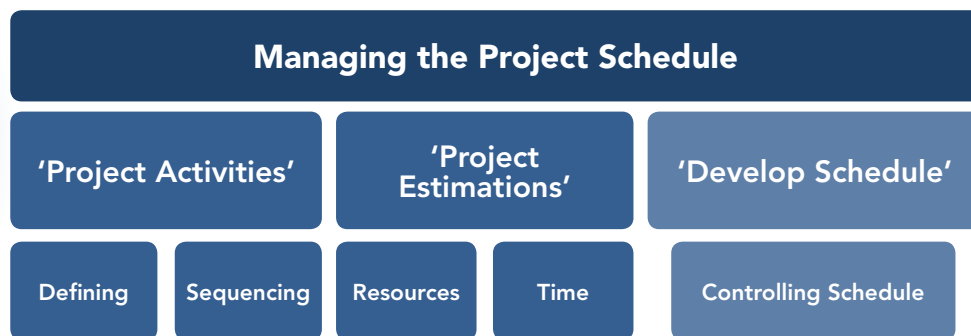 Managing the Project Schedule
‘Project Activities’
‘Project
Estimations’
‘Develop Schedule’
Defining
Sequencing
Resources
Time
Controlling Schedule